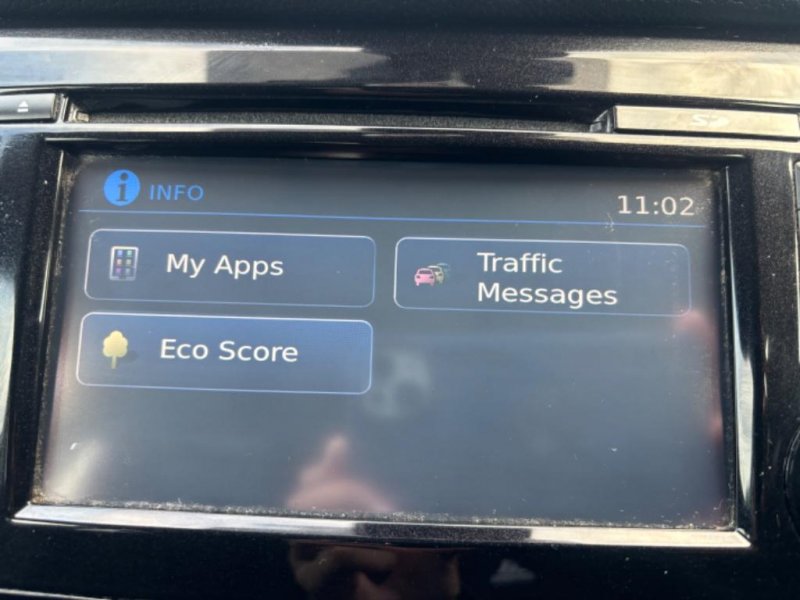 SD
INFO
11:02
My Apps
Traffic
Messages
Eco Score